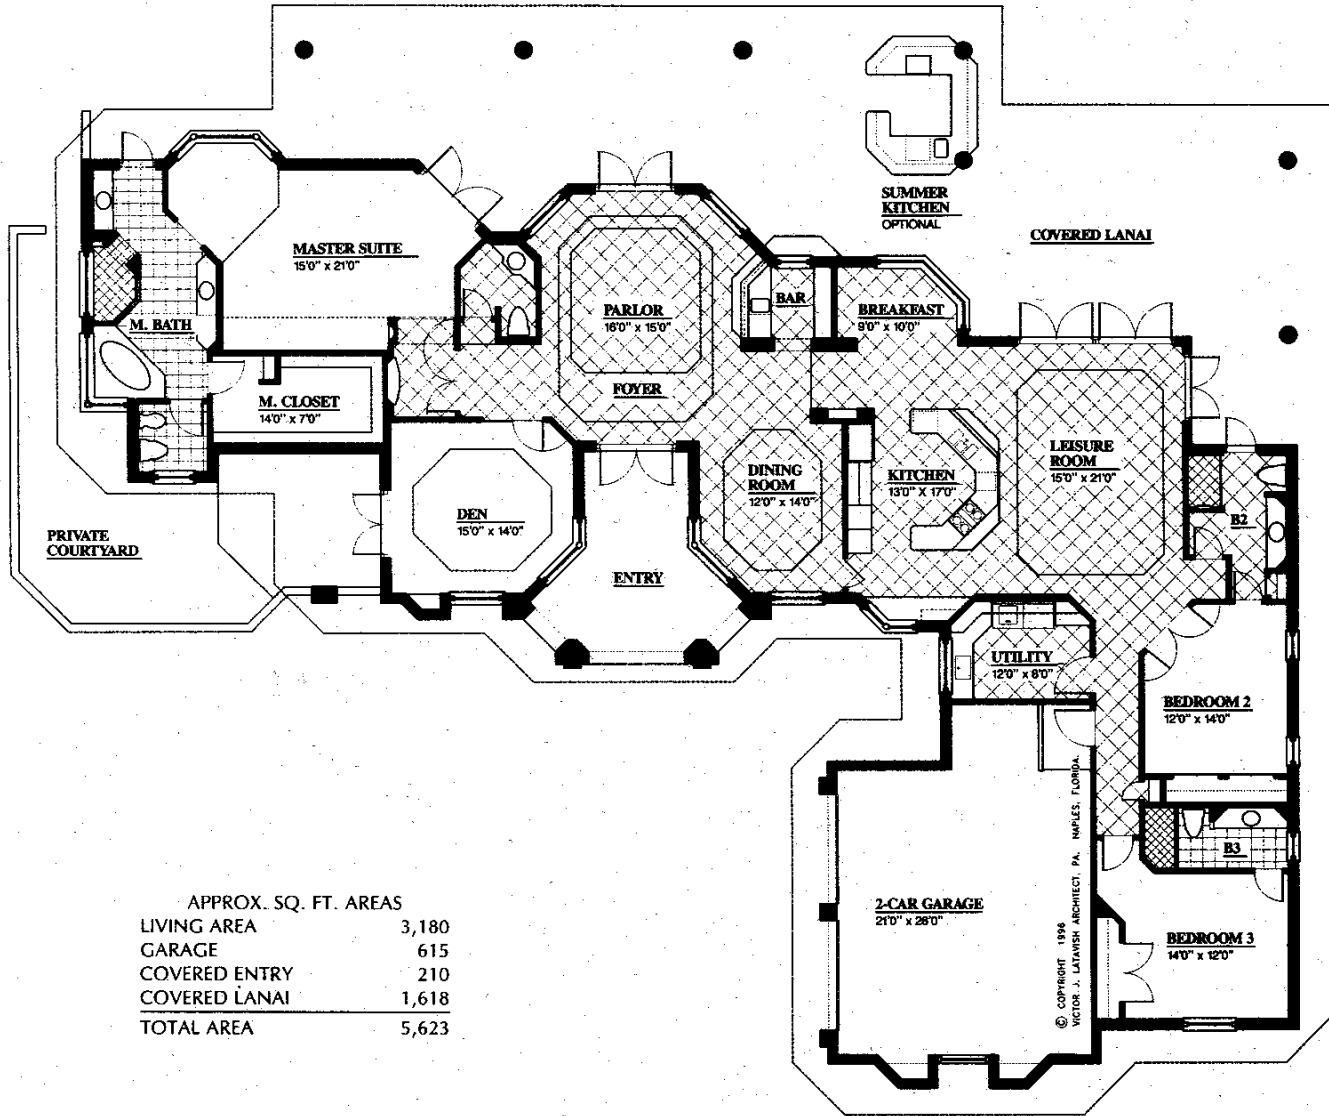 SUMMER
KITCHEN
OPTIONAL
COVERED LANAI
MASTER SUITE
15'0" x 21'0"
PARLOR
16'0" x 15'0"
BAR
BREAKFAST
9'0" x 10'0"
M. BATH
FOYER
M. CLOSET
14'0" x 7'0"
LEISURE
ROOM
15'0" x 21'0"
DINING
ROOM
12'0" x 14'0"
KITCHEN
13'0" X 17'0"
DEN
15'0" x 14'0"
B2
PRIVATE
COURTYARD
ENTRY
UTILITY
12'0" x 8'0"
BEDROOM 2
12'0" x 14'0"
B3
2-CAR GARAGE
21'0" x 26'0"
BEDROOM 3
14'0" x 12'0"
© COPYRIGHT 1996
VICTOR J. LATAVISH ARCHITECT, PA. NAPLES, FLORIDA.
APPROX. SQ. FT. AREAS
LIVING AREA 3,180
GARAGE 615
COVERED ENTRY 210
COVERED LANAI 1,618
TOTAL AREA 5,623